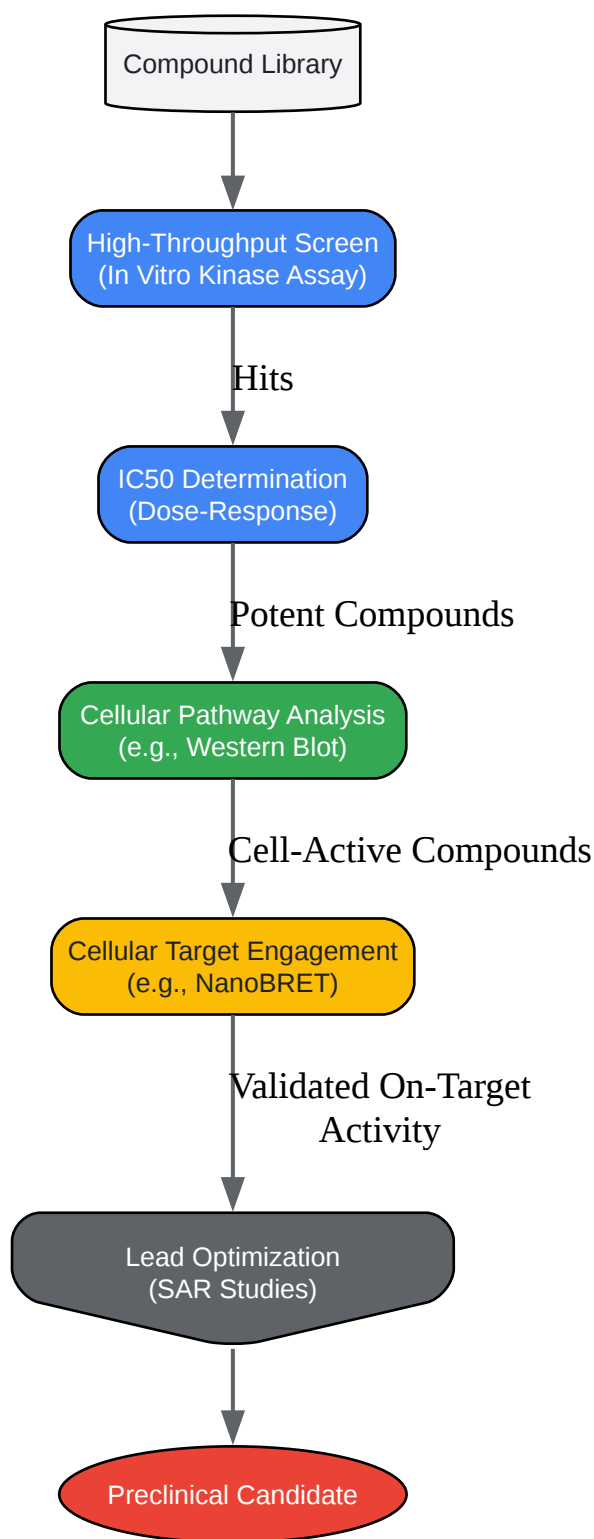 Compound Library
High-Throughput Screen
(In Vitro Kinase Assay)
Hits
IC50 Determination
(Dose-Response)
Potent Compounds
Cellular Pathway Analysis
(e.g., Western Blot)
Cell-Active Compounds
Cellular Target Engagement
(e.g., NanoBRET)
Validated On-Target
Activity
Lead Optimization
(SAR Studies)
Preclinical Candidate